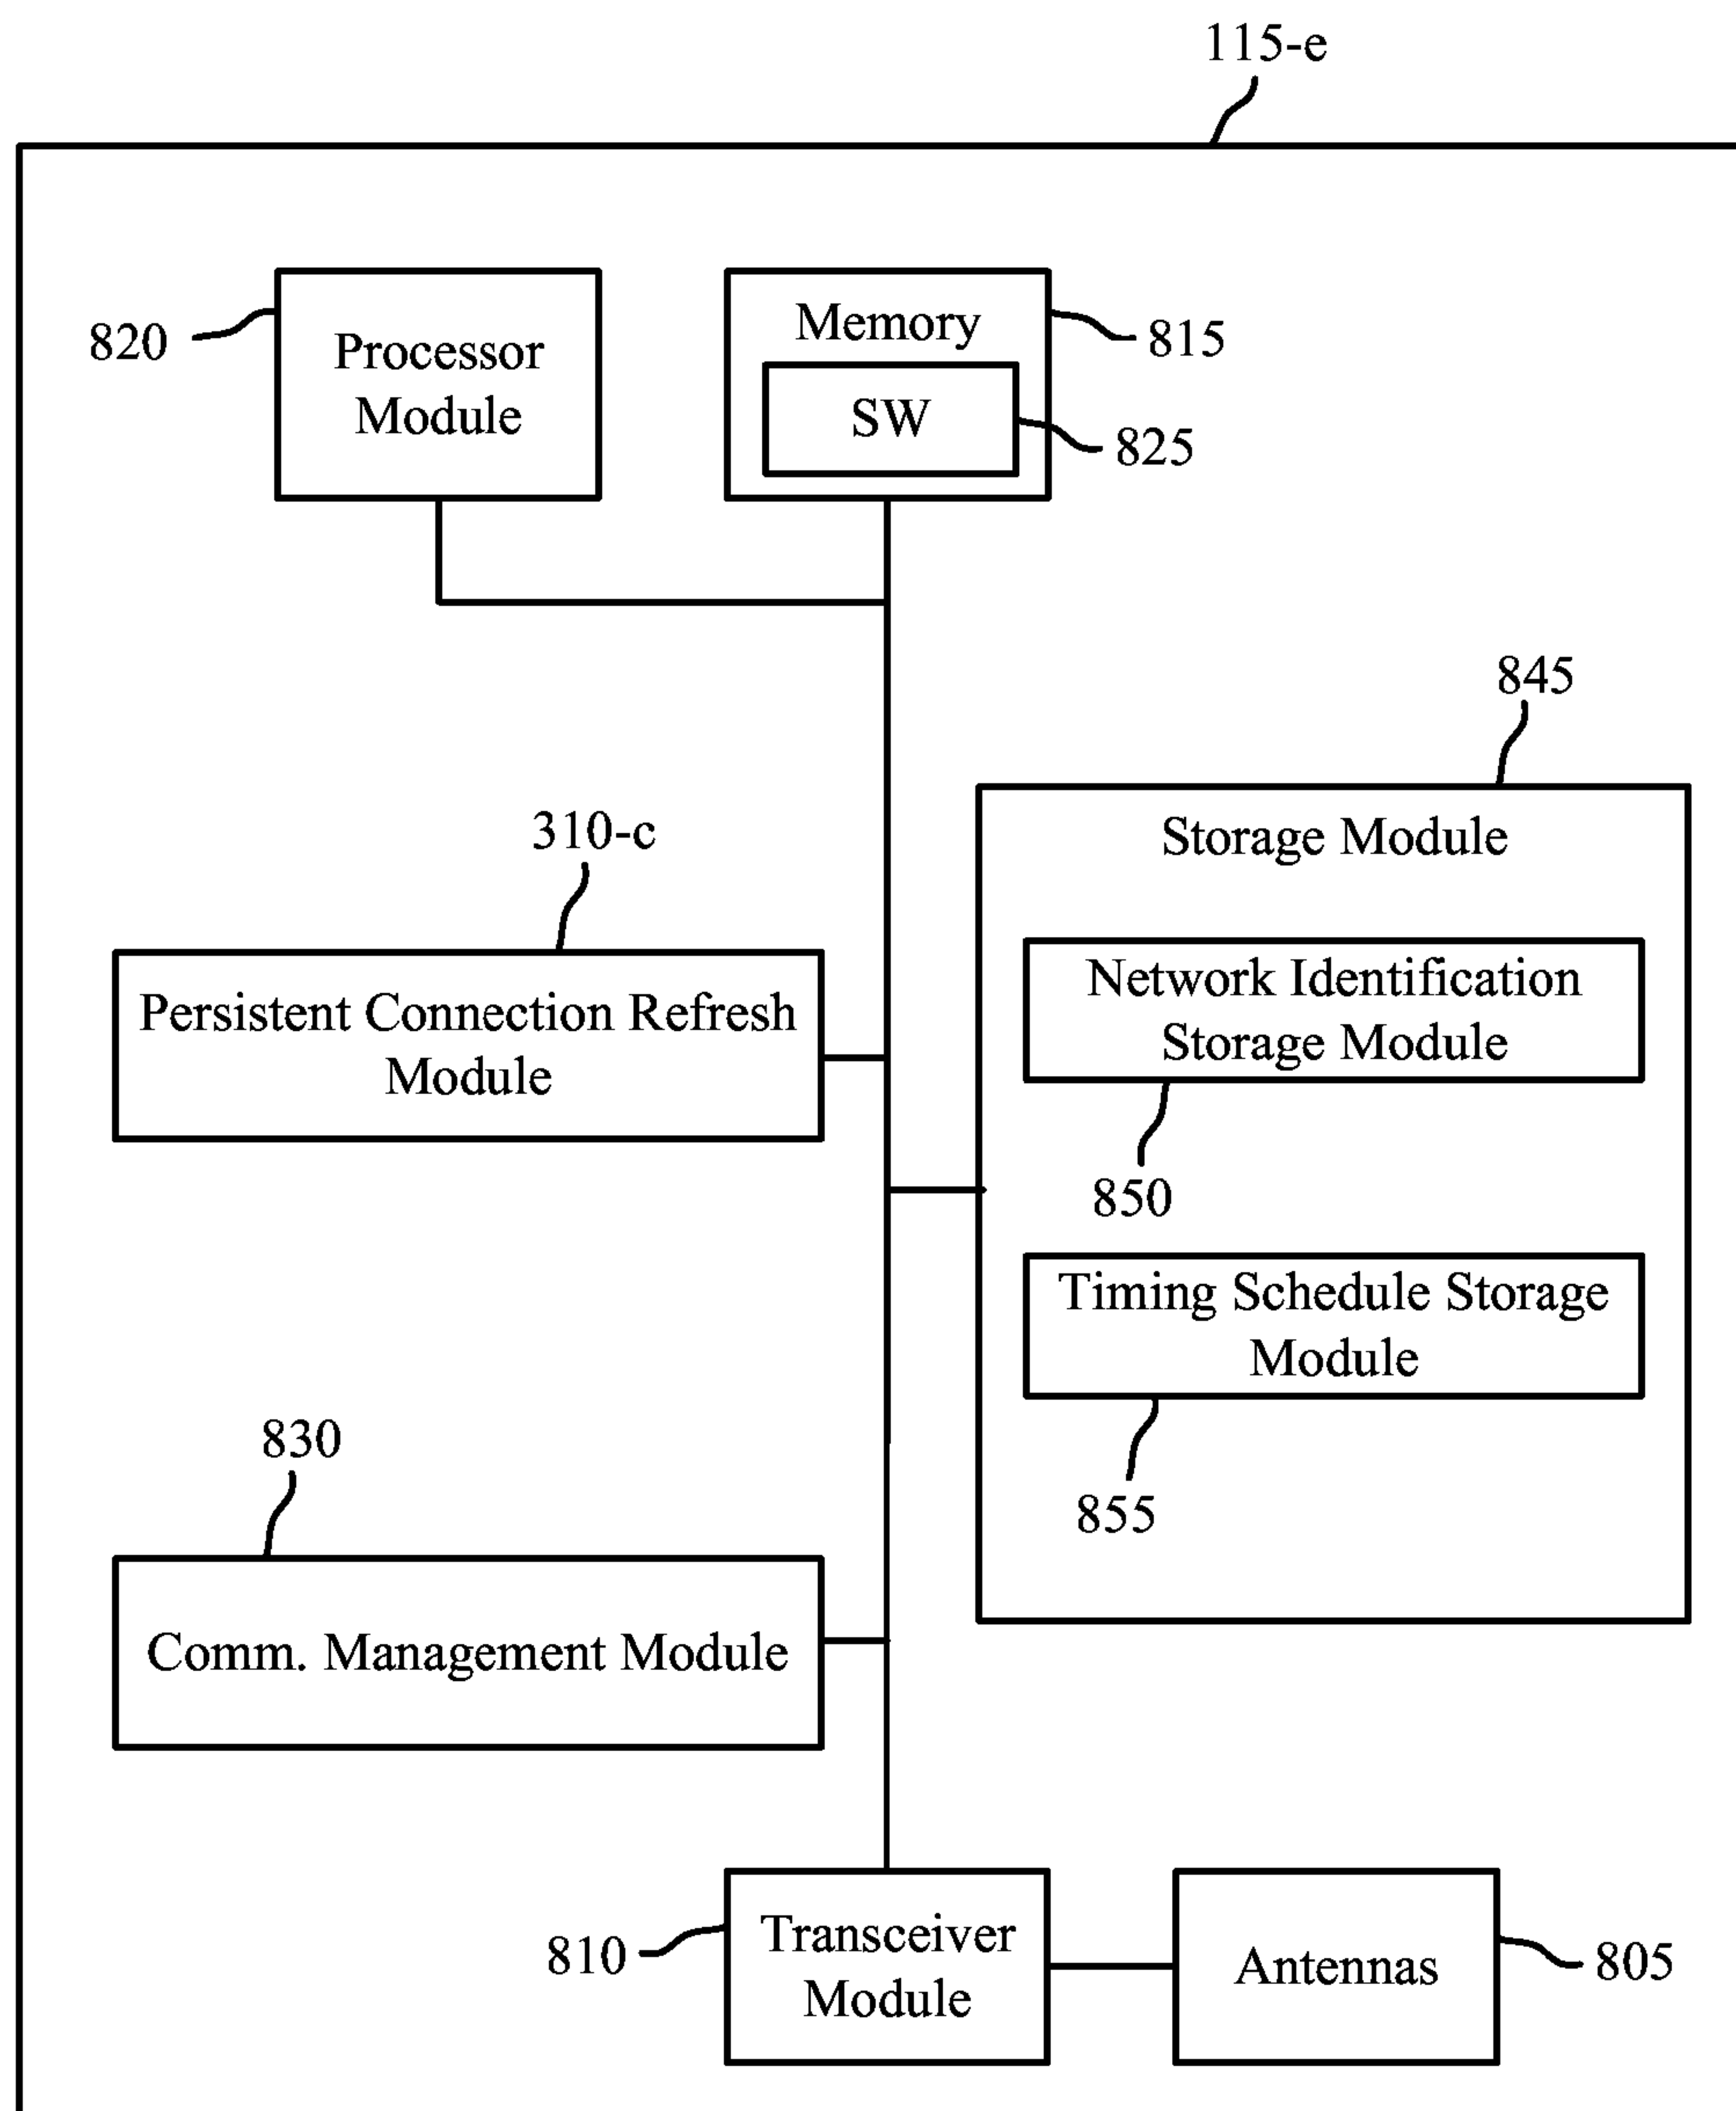 115-e
820
Processor
Module
Memory
SW
815
825
845
Storage Module
310-c
Persistent Connection Refresh
Module
Network Identification
Storage Module
850
Timing Schedule Storage
Module
855
830
Comm. Management Module
810
Transceiver
Module
Antennas
805